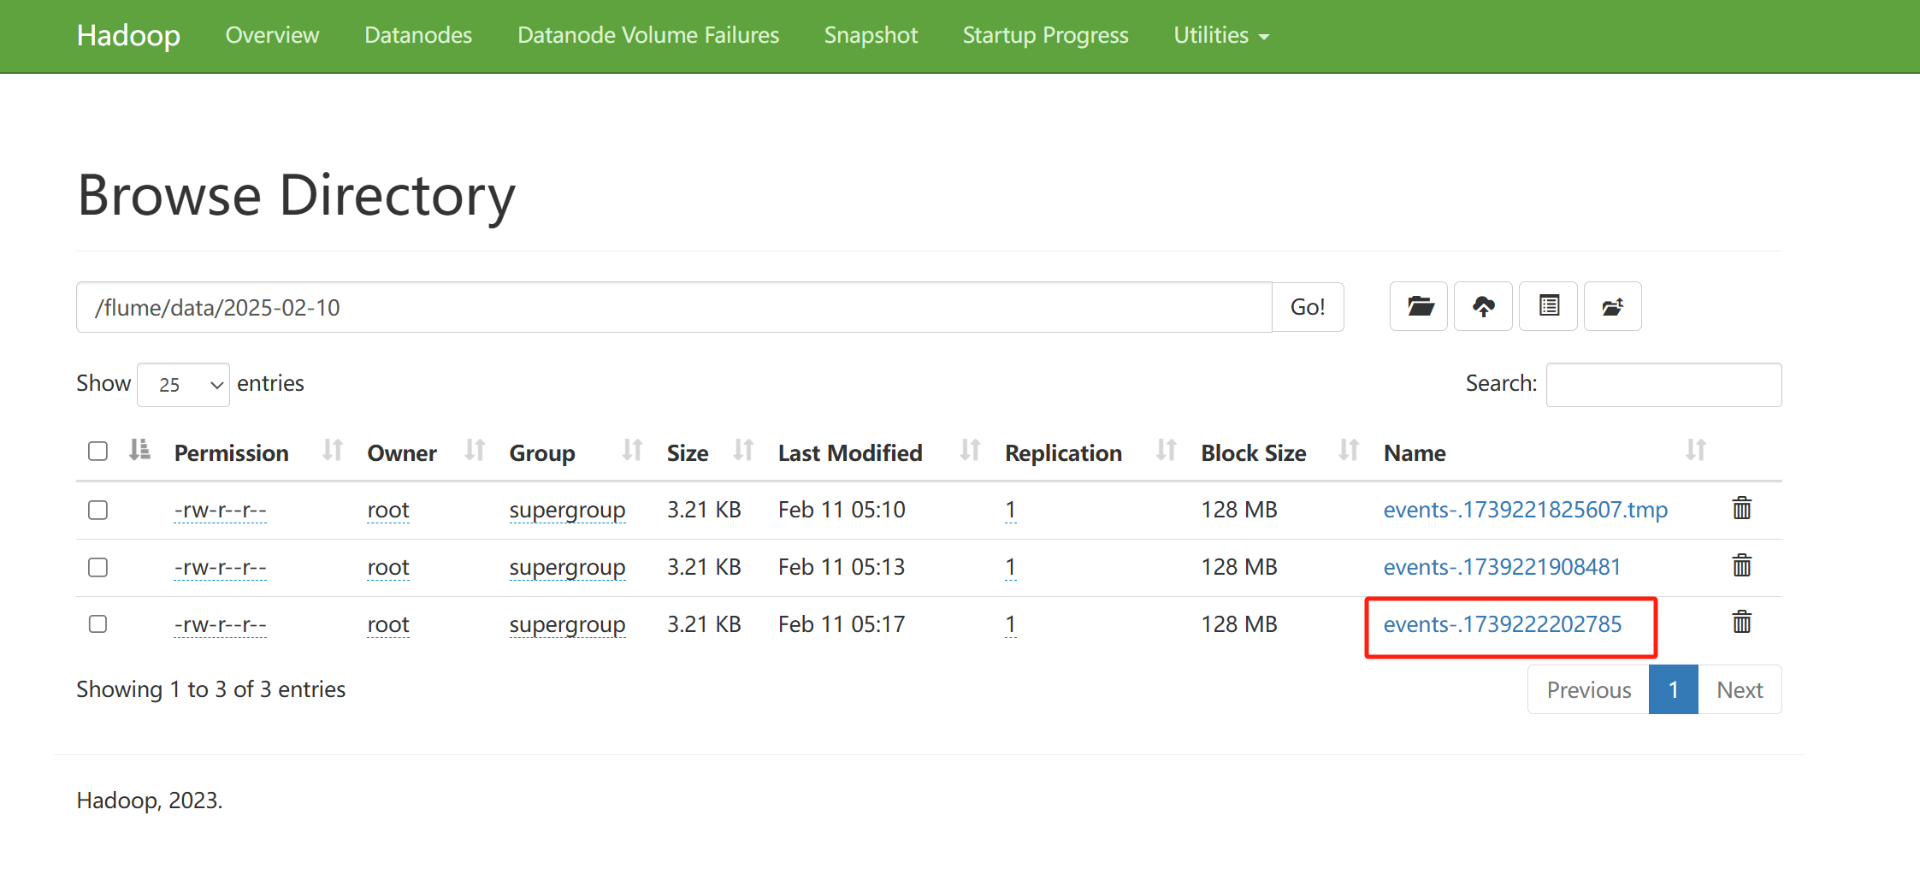 Hadoop Overview Datanodes Datanode Volume Failures Snapshot Startup Progress Utilities
Browse Directory
/flume/data/2025-02-10 Go!
Show 25 entries Search:
Permission Owner Group Size Last Modified Replication Block Size Name
-rw-r--r-- root supergroup 3.21 KB Feb 11 05:10 1 128 MB events-.1739221825607.tmp
-rw-r--r-- root supergroup 3.21 KB Feb 11 05:13 1 128 MB events-.1739221908481
-rw-r--r-- root supergroup 3.21 KB Feb 11 05:17 1 128 MB events-.1739222202785
Showing 1 to 3 of 3 entries Previous 1 Next
Hadoop, 2023.